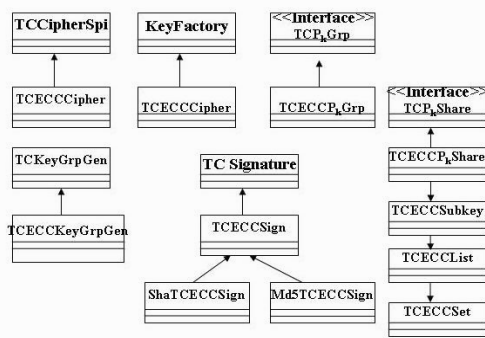 TCCipherSpi
KeyFactory
<<Interface>>
TCPkGrp
TCECCCipher
TCECCCipher
TCECCPkGrp
<<Interface>>
TCPkShare
TCKeyGrpGen
TC Signature
TCECCPkShare
TCECCKeyGrpGen
TCECCSign
TCECCSubkey
TCECCList
ShaTCECCSign
Md5TCECCSign
TCECCSet